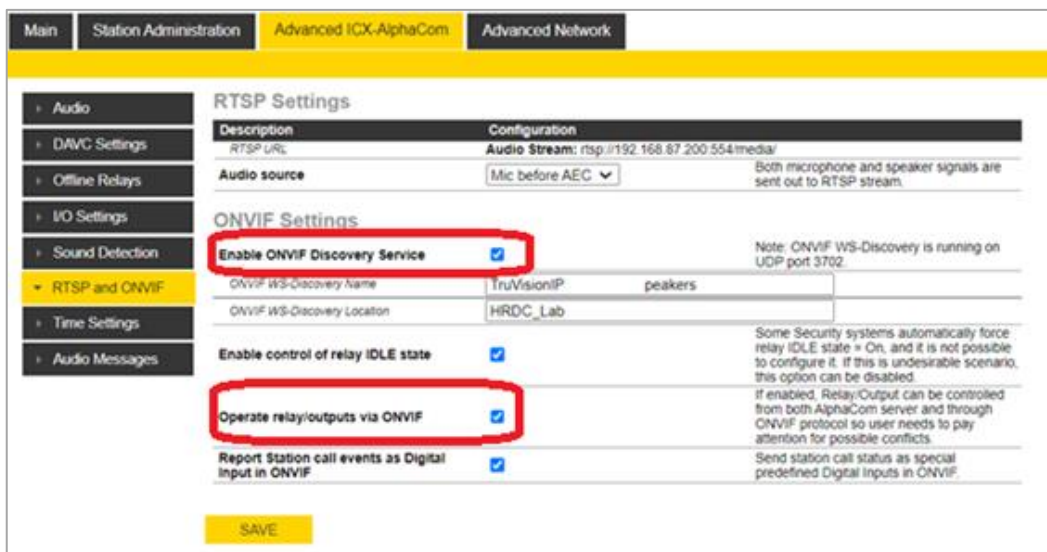 Main Station Administration Advanced ICX-AlphaCom Advanced Network
Audio
DAVC Settings
Offline Relays
I/O Settings
Sound Detection
RTSP and ONVIF
Time Settings
Audio Messages
RTSP Settings
Description Configuration
RTSP URL Audio Stream: rtsp://192.168.87.200:554/media/
Audio source Mic before AEC Both microphone and speaker signals are
sent out to RTSP stream.
ONVIF Settings
Enable ONVIF Discovery Service Note: ONVIF WS-Discovery is running on
UDP port 3702.
ONVIF WS-Discovery Name TruVisionIP peakers
ONVIF WS-Discovery Location HRDC_Lab
Enable control of relay IDLE state Some Security systems automatically force
relay IDLE state = On, and it is not possible
to configure it. If this is undesirable scenario,
this option can be disabled.
Operate relay/outputs via ONVIF If enabled, Relay/Output can be controlled
from both AlphaCom server and through
ONVIF protocol so user needs to pay
attention for possible conflicts.
Report Station call events as Digital
Input in ONVIF Send station call status as special
predefined Digital Inputs in ONVIF.
SAVE